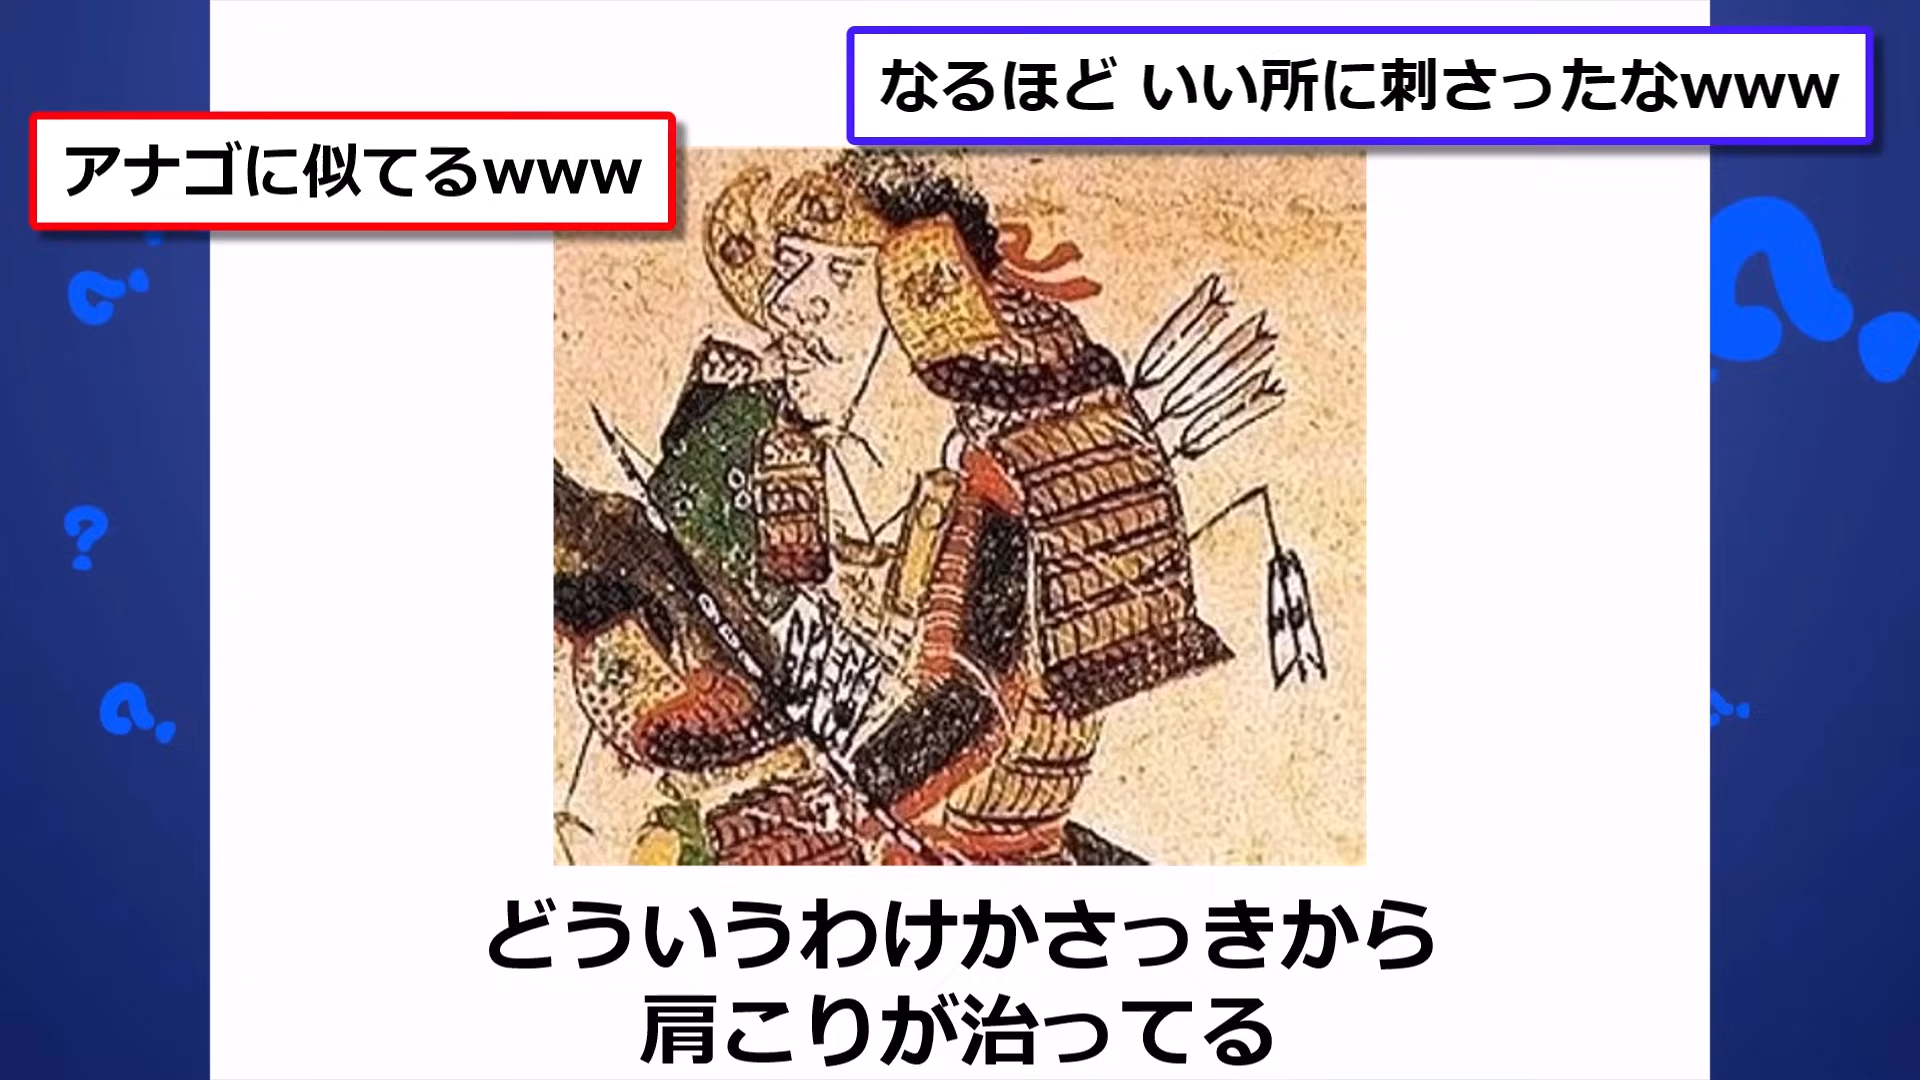 なるほど いい所に刺さったなwww
アナゴに似てるwww
どういうわけかさっきから
肩こりが治ってる